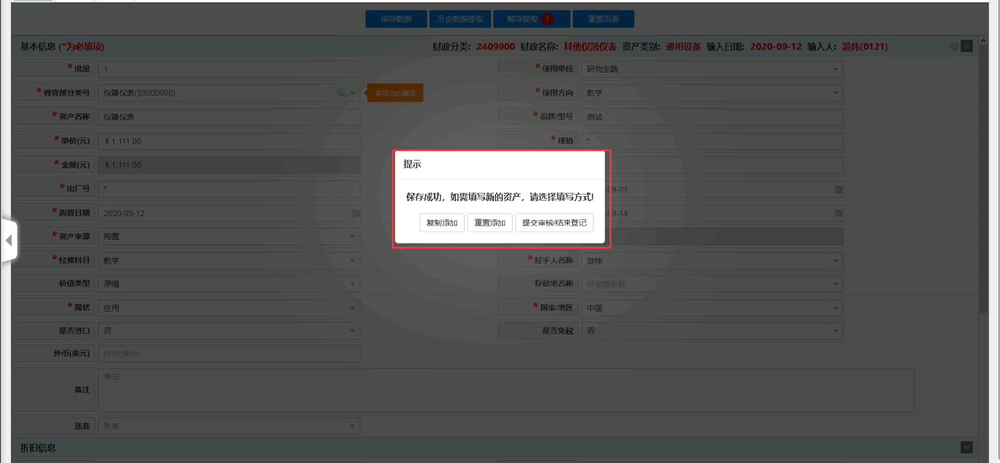 保存数据 历史数据提取 暂存提取 1 重置页面
基本信息 (*为必填项) 财政分类: 2409900 财政名称: 其他仪器仪表 资产类别: 通用设备 输入日期: 2020-09-12 输入人: 游炜(0121)
* 批量 1 * 使用单位 研究生院
* 教育部分类号 仪器仪表(03000000) 该项为必填项 * 使用方向 教学
* 资产名称 仪器仪表 * 品牌/型号 测试
* 单价(元) ¥ 1,111.00 * 规格 *
* 金额(元) ¥ 1,111.00
* 出厂号 * -09-01
* 购置日期 2020-09-12 -09-14
* 资产来源 购置
* 经费科目 教学 * 经手人名称 游炜
价值类型 原值 存放地名称 存放地名称
* 现状 在用 * 国家/地区 中国
是否进口 否 是否免税 否
外币(美元) 外币(美元)
备注 备注
账套 账套
折旧信息
提示
保存成功，如需填写新的资产，请选择填写方式!
复制添加 重置添加 提交审核/结束登记